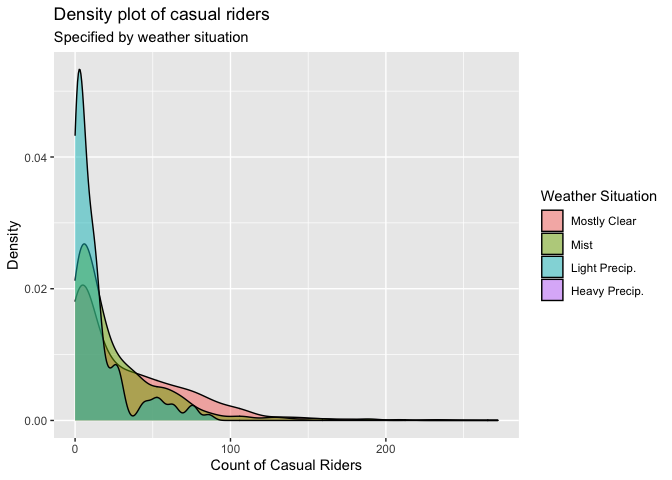 Density plot of casual riders
Specified by weather situation
Density
0.04
0.02
0.00
0
100
200
Count of Casual Riders
Weather Situation
Mostly Clear
Mist
Light Precip.
Heavy Precip.